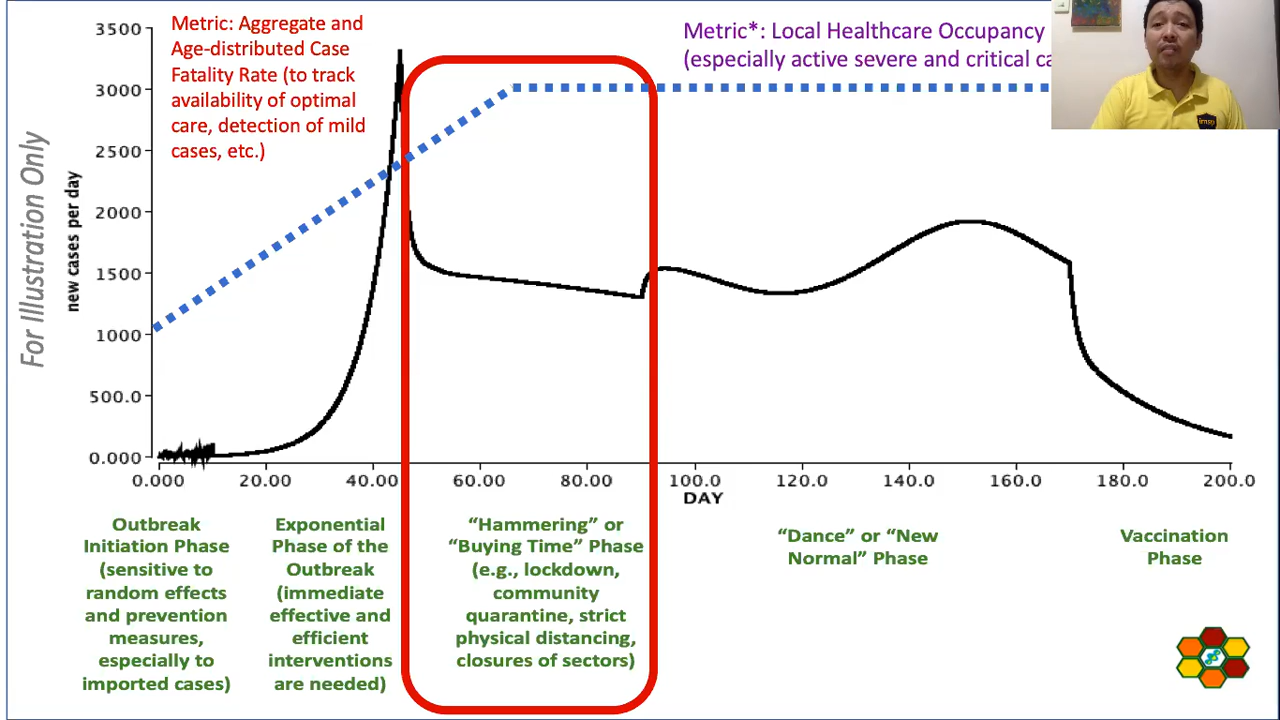 Metric: Aggregate and
Age-distributed Case
Fatality Rate (to track
availability of optimal
care, detection of mild
cases, etc.)
Metric*: Local Healthcare Occupancy
(especially active severe and critical ca
For Illustration Only
new cases per day
3500
3000
2500
2000
1500
1000
500.0
0.000
0.000 20.00 40.00 60.00 80.00 100.0 120.0 140.0 160.0 180.0 200.0
DAY
Outbreak
Initiation Phase
(sensitive to
random effects
and prevention
measures,
especially to
imported cases)
Exponential
Phase of the
Outbreak
(immediate
effective and
efficient
interventions
are needed)
“Hammering” or
“Buying Time” Phase
(e.g., lockdown,
community
quarantine, strict
physical distancing,
closures of sectors)
“Dance” or “New
Normal” Phase
Vaccination
Phase